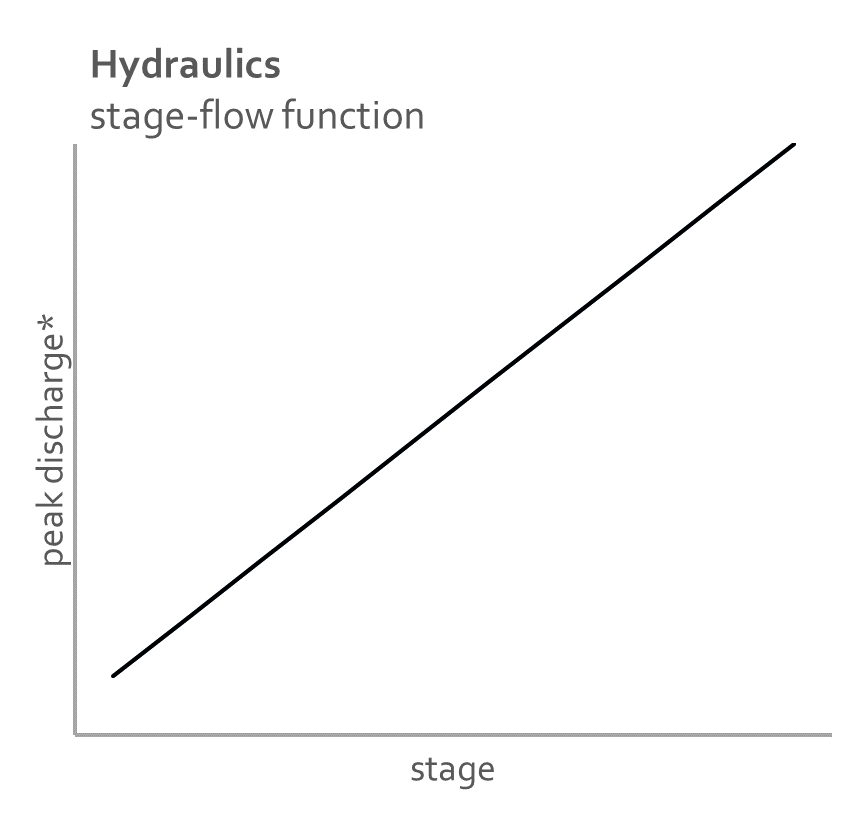 Hydraulics
stage-flow function
peak discharge*
stage